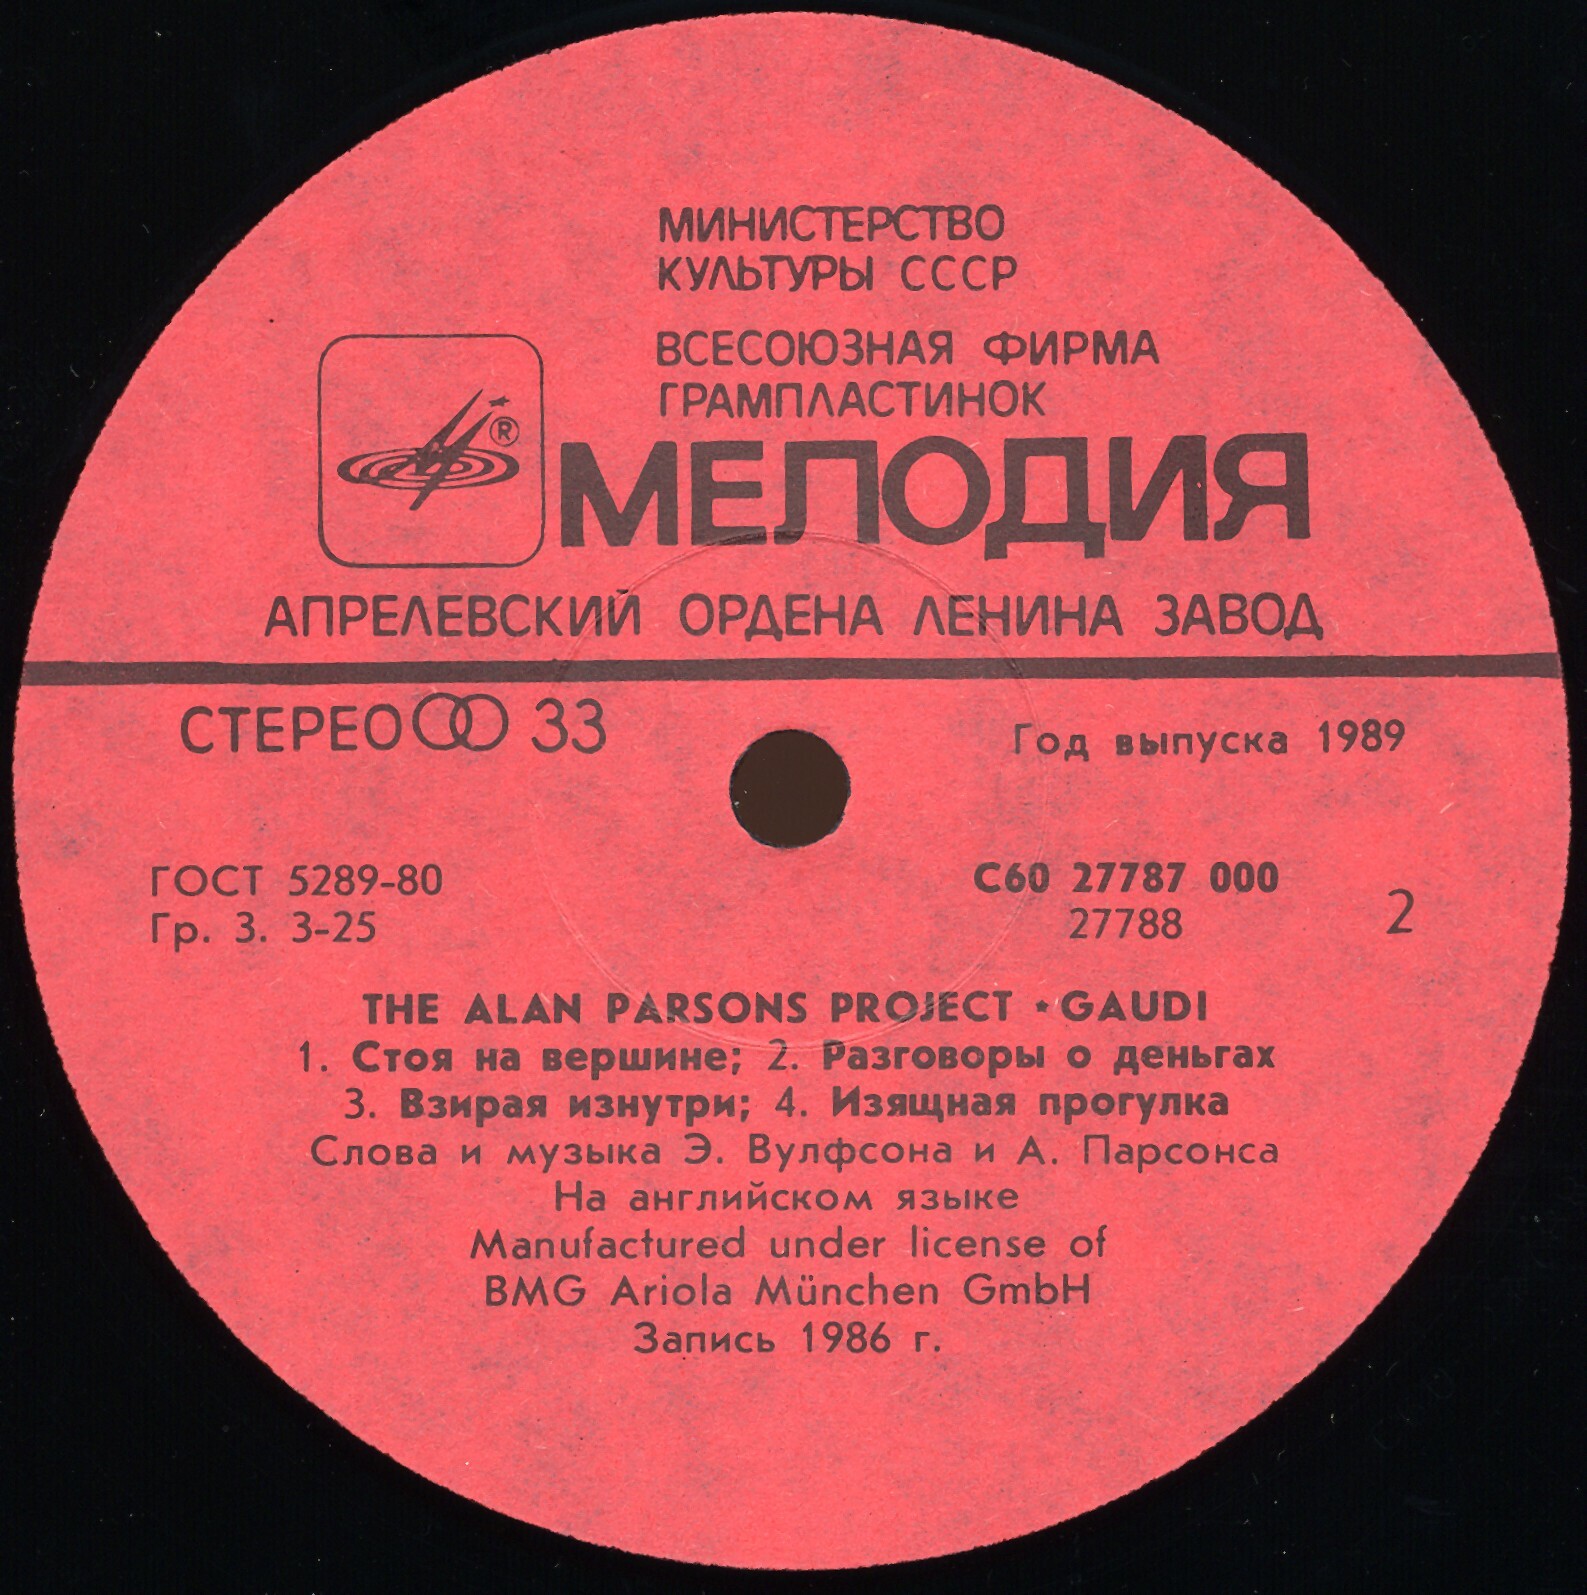 МИНИСТЕРСТВО
КУЛЬТУРЫ СССР
ВСЕСОЮЗНАЯ ФИРМА
ГРАМПЛАСТИНОК
®
МЕЛОДИЯ
АПРЕЛЕВСКИЙ ОРДЕНА ЛЕНИНА ЗАВОД
СТЕРЕО 33
Год выпуска 1989
ГОСТ 5289-80
Гр. 3. 3-25
С60 27787 000
27788
2
THE ALAN PARSONS PROJECT ★ GAUDI
1. Стоя на вершине; 2. Разговоры о деньгах
3. Взирая изнутри; 4. Изящная прогулка
Слова и музыка Э. Вулфсона и А. Парсонса
На английском языке
Manufactured under license of
BMG Ariola München GmbH
Запись 1986 г.